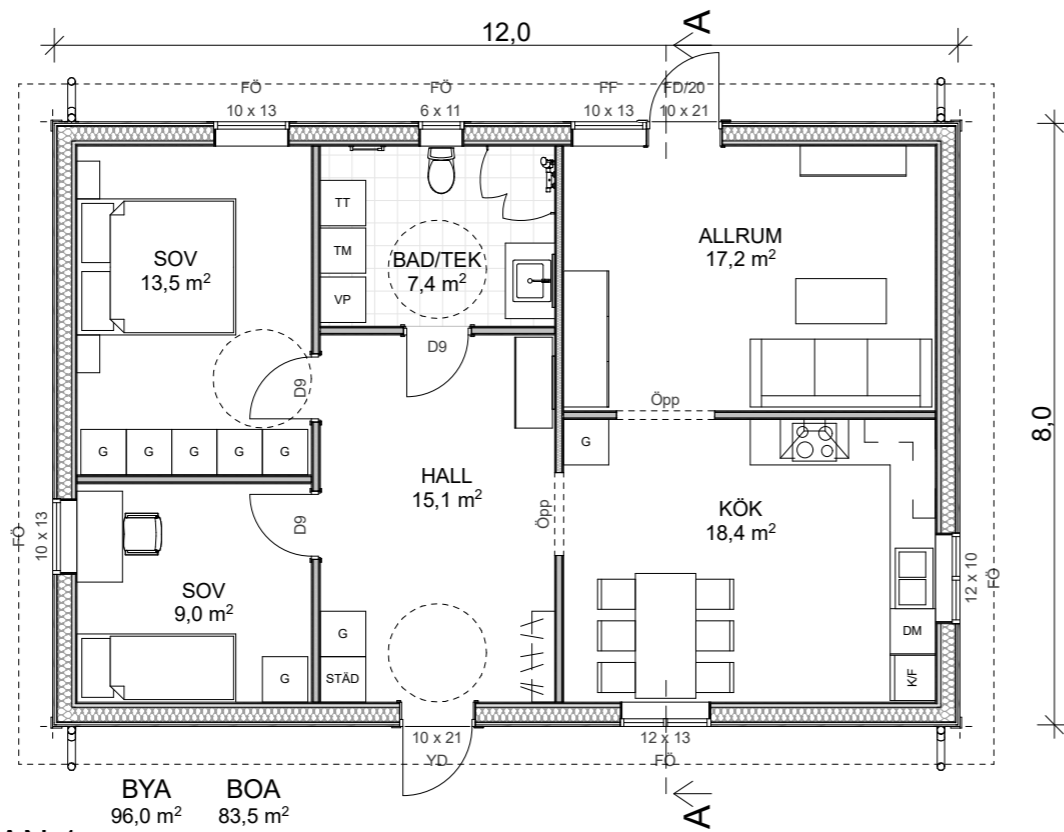 12,0
A
FÖ
FÖ
FF
FD/20
10 x 13
6 x 11
10 x 13
10 x 21
TT
TM
VP
SOV
13,5 m²
BAD/TEK
7,4 m²
ALLRUM
17,2 m²
D9
D9
Öpp
G
G
G
G
G
G
HALL
15,1 m²
Öpp
KÖK
18,4 m²
8,0
FÖ
10 x 13
D9
SOV
9,0 m²
12 x 10
FÖ
G
STÄD
G
DM
K/F
10 x 21
YD
12 x 13
FÖ
A
BYA
96,0 m²
BOA
83,5 m²